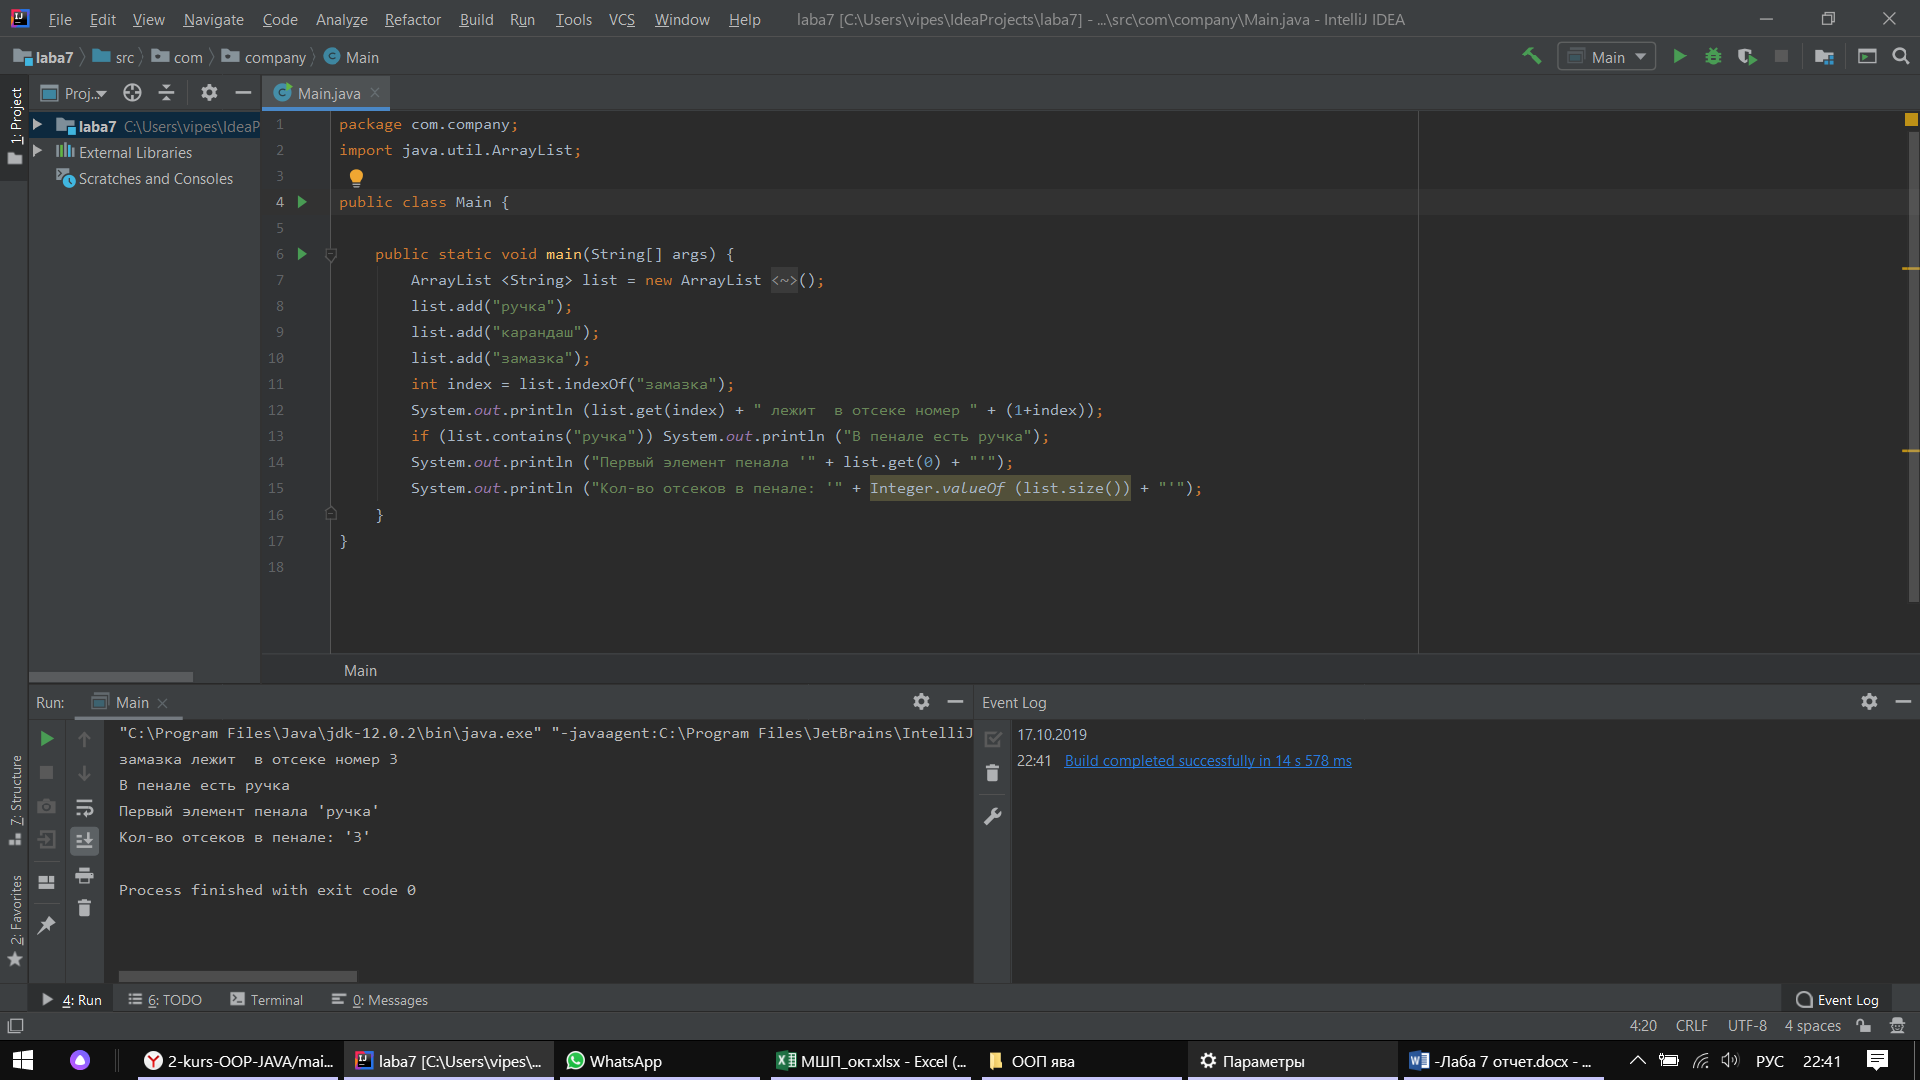 File Edit View Navigate Code Analyze Refactor Build Run Tools VCS Window Help laba7 [C:\Users\vipes\IdeaProjects\laba7] - ...\src\com\company\Main.java - IntelliJ IDEA
laba7 src com company Main
Main
1: Project
Proj...
Main.java
laba7 C:\Users\vipes\IdeaP
External Libraries
Scratches and Consoles
1 package com.company;
2 import java.util.ArrayList;
3
4 public class Main {
5
6 public static void main(String[] args) {
7 ArrayList <String> list = new ArrayList <~>();
8 list.add("ручка");
9 list.add("карандаш");
10 list.add("замазка");
11 int index = list.indexOf("замазка");
12 System.out.println (list.get(index) + " лежит  в отсеке номер " + (1+index));
13 if (list.contains("ручка")) System.out.println ("В пенале есть ручка");
14 System.out.println ("Первый элемент пенала '" + list.get(0) + "'");
15 System.out.println ("Кол-во отсеков в пенале: '" + Integer.valueOf (list.size()) + "'");
16 }
17 }
18
Main
Run: Main
"C:\Program Files\Java\jdk-12.0.2\bin\java.exe" "-javaagent:C:\Program Files\JetBrains\IntelliJ
замазка лежит  в отсеке номер 3
В пенале есть ручка
Первый элемент пенала 'ручка'
Кол-во отсеков в пенале: '3'
Process finished with exit code 0
Event Log
17.10.2019
22:41 Build completed successfully in 14 s 578 ms
Z: Structure
2: Favorites
4: Run 6: TODO Terminal 0: Messages Event Log
4:20 CRLF UTF-8 4 spaces
2-kurs-OOP-JAVA/mai... laba7 [C:\Users\vipes\... WhatsApp МШП_окт.xlsx - Excel (... ООП ява Параметры -Лаба 7 отчет.docx - ... РУС 22:41